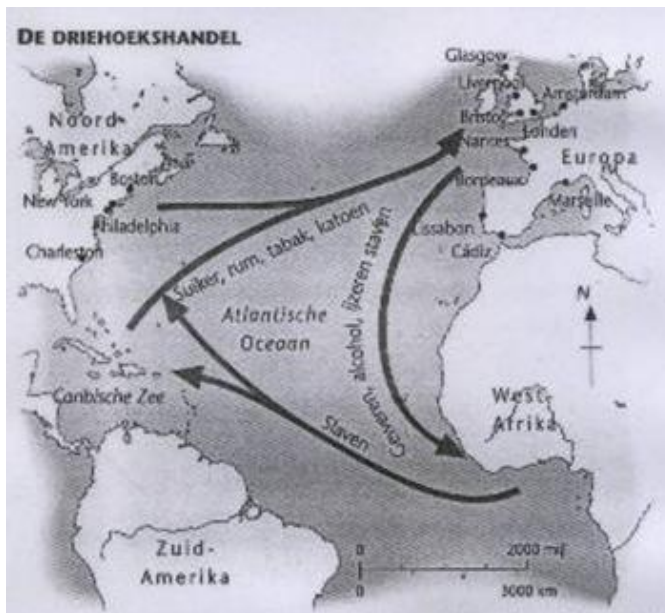 DE DRIEHOEKSHANDEL
Glasgow
Liverpool
Amsterdam
Bristol
Londen
Noord
Amerika
Nantes
Europa
Boston
Bordeaux
New York
Marseille
Philadelphia
Lissabon
Charleston
Cádiz
Suiker, rum, tabak, katoen
Geweren, alcohol, ijzeren staven
N
Atlantische
Oceaan
Caribische Zee
West-
Afrika
Slaven
Zuid-
Amerika
0 2000 mijl
0 3000 km